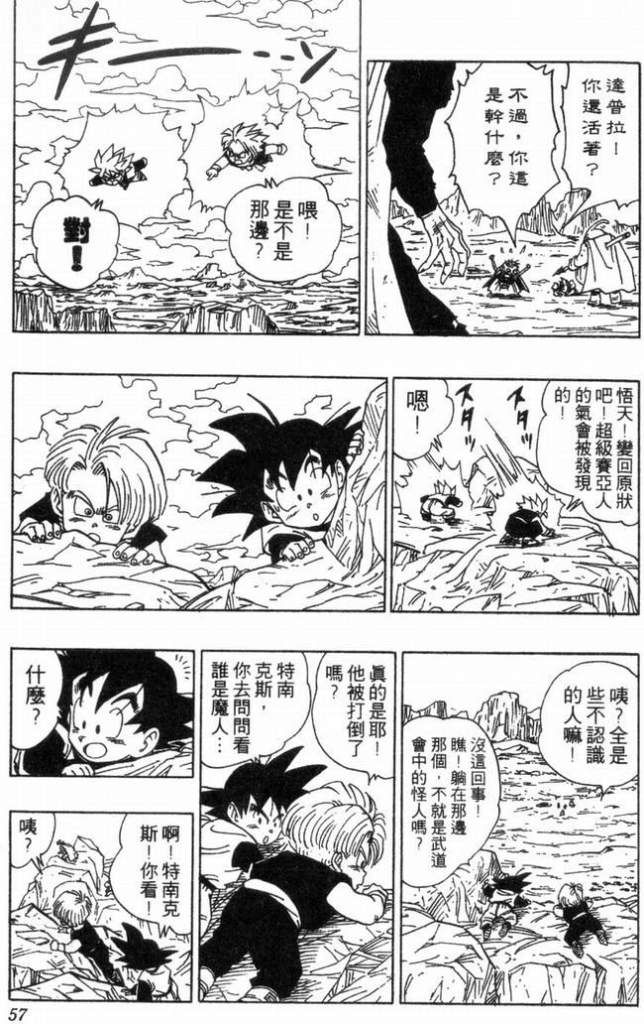 達普拉！
你還活著？
不過，你這
是幹什麼？
喂！
是不是
那邊？
對！
キーーーン
悟天！變回原狀
吧！超級賽亞人
的氣會被發現
的！
スタッ
スタッ
嗯！
咦？全是
些不認識
的人嘛！
沒這回事！
瞧！躺在那邊
那個，不就是武道
會中的怪人嗎？
眞的是耶！
他被打倒了
嗎？
特南
克斯，
你去問問看
誰是魔人…
什麼？
啊！特南克
斯！你看！
咦？
57